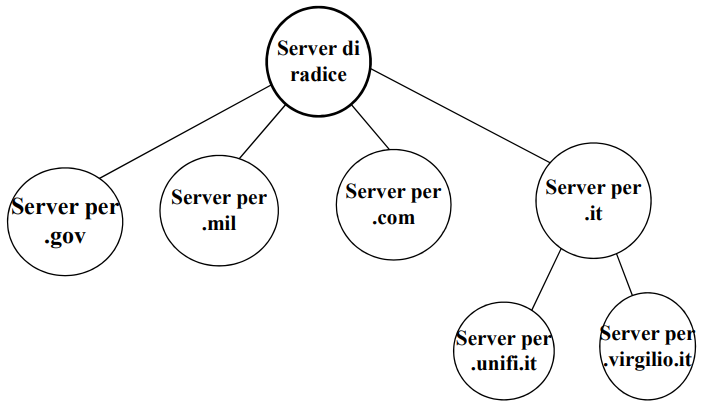 Server di
radice
Server per
.gov
Server per
.mil
Server per
.com
Server per
.it
Server per
.unifi.it
Server per
.virgilio.it